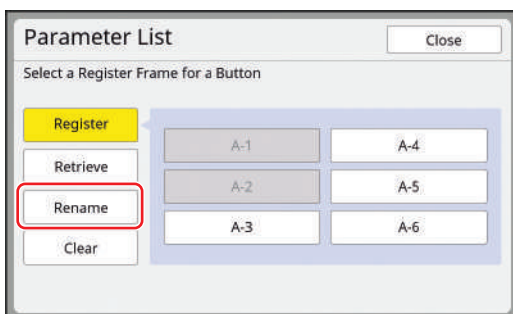 Parameter List
Close
Select a Register Frame for a Button
Register
Retrieve
Rename
Clear
A-1
A-2
A-3
A-4
A-5
A-6